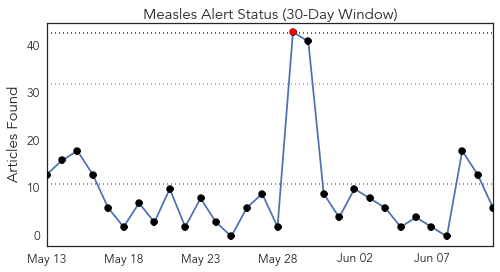 Measles Alert Status (30-Day Window)
Articles Found
40
30
20
10
0
May 13 May 18 May 23 May 28 Jun 02 Jun 07